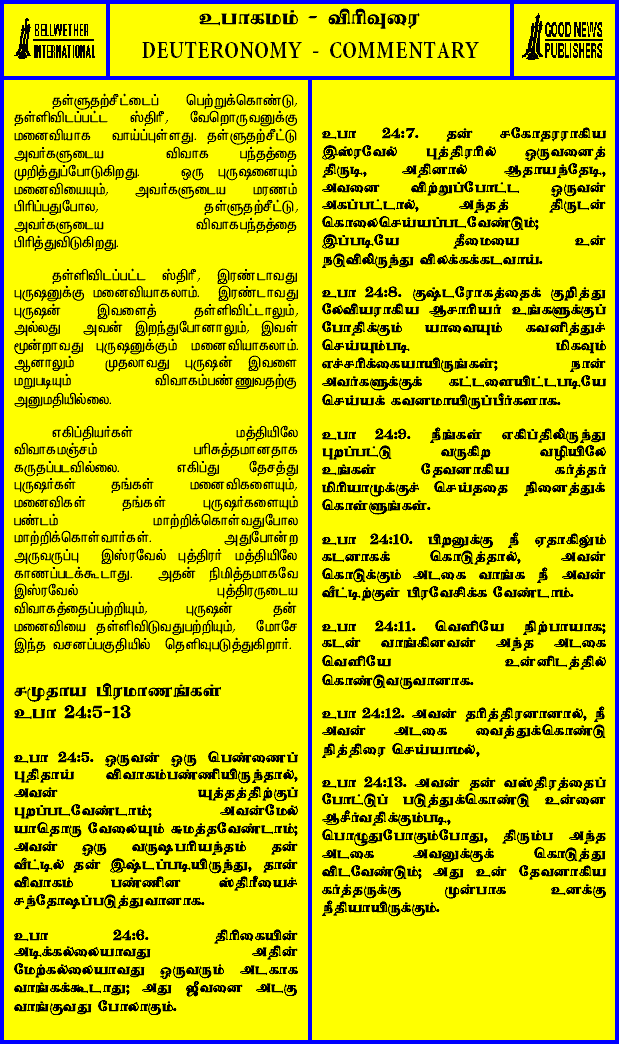 BELLWETHER
INTERNATIONAL
உபாகமம் - விரிவுரை
DEUTERONOMY - COMMENTARY
GOOD NEWS
PUBLISHERS
தள்ளுதற்சீட்டைப் பெற்றுக்கொண்டு,
தள்ளிவிடப்பட்ட ஸ்திரீ, வேறொருவனுக்கு
மனைவியாக வாய்ப்புள்ளது. தள்ளுதற்சீட்டு
அவர்களுடைய விவாக பந்தத்தை
முறித்துப்போடுகிறது. ஒரு புருஷனையும்
மனைவியையும், அவர்களுடைய மரணம்
பிரிப்பதுபோல, தள்ளுதற்சீட்டு,
அவர்களுடைய விவாகபந்தத்தை
பிரித்துவிடுகிறது.
தள்ளிவிடப்பட்ட ஸ்திரீ, இரண்டாவது
புருஷனுக்கு மனைவியாகலாம். இரண்டாவது
புருஷன் இவளைத் தள்ளிவிட்டாலும்,
அல்லது அவன் இறந்துபோனாலும், இவள்
மூன்றாவது புருஷனுக்கும் மனைவியாகலாம்.
ஆனாலும் முதலாவது புருஷன் இவளை
மறுபடியும் விவாகம்பண்ணுவதற்கு
அனுமதியில்லை.
எகிப்தியர்கள் மத்தியிலே
விவாகமஞ்சம் பரிசுத்தமானதாக
கருதப்படவில்லை. எகிப்து தேசத்து
புருஷர்கள் தங்கள் மனைவிகளையும்,
மனைவிகள் தங்கள் புருஷர்களையும்
பண்டம் மாற்றிக்கொள்வதுபோல
மாற்றிக்கொள்வார்கள். அதுபோன்ற
அருவருப்பு இஸ்ரவேல் புத்திரர் மத்தியிலே
காணப்படக்கூடாது. அதன் நிமித்தமாகவே
இஸ்ரவேல் புத்திரருடைய
விவாகத்தைப்பற்றியும், புருஷன் தன்
மனைவியை தள்ளிவிடுவதுபற்றியும், மோசே
இந்த வசனப்பகுதியில் தெளிவுபடுத்துகிறார்.
சமுதாய பிரமாணங்கள்
உபா 24:5-13
உபா 24:5. ஒருவன் ஒரு பெண்ணைப்
புதிதாய் விவாகம்பண்ணியிருந்தால்,
அவன் யுத்தத்திற்குப்
புறப்படவேண்டாம்; அவன்மேல்
யாதொரு வேலையும் சுமத்தவேண்டாம்;
அவன் ஒரு வருஷபரியந்தம் தன்
வீட்டில் தன் இஷ்டப்படியிருந்து, தான்
விவாகம் பண்ணின ஸ்திரீயைச்
சந்தோஷப்படுத்துவானாக.
உபா 24:6. திரிகையின்
அடிக்கல்லையாவது அதின்
மேற்கல்லையாவது ஒருவரும் அடகாக
வாங்கக்கூடாது; அது ஜீவனை அடகு
வாங்குவது போலாகும்.
உபா 24:7. தன் சகோதரராகிய
இஸ்ரவேல் புத்திரரில் ஒருவனைத்
திருடி, அதினால் ஆதாயந்தேடி,
அவனை விற்றுப்போட்ட ஒருவன்
அகப்பட்டால், அந்தத் திருடன்
கொலைசெய்யப்படவேண்டும்;
இப்படியே தீமையை உன்
நடுவிலிருந்து விலக்கக்கடவாய்.
உபா 24:8. குஷ்டரோகத்தைக் குறித்து
லேவியராகிய ஆசாரியர் உங்களுக்குப்
போதிக்கும் யாவையும் கவனித்துச்
செய்யும்படி மிகவும்
எச்சரிக்கையாயிருங்கள்; நான்
அவர்களுக்குக் கட்டளையிட்டபடியே
செய்யக் கவனமாயிருப்பீர்களாக.
உபா 24:9. நீங்கள் எகிப்திலிருந்து
புறப்பட்டு வருகிற வழியிலே
உங்கள் தேவனாகிய கர்த்தர்
மிரியாமுக்குச் செய்ததை நினைத்துக்
கொள்ளுங்கள்.
உபா 24:10. பிறனுக்கு நீ ஏதாகிலும்
கடனாகக் கொடுத்தால், அவன்
கொடுக்கும் அடகை வாங்க நீ அவன்
வீட்டிற்குள் பிரவேசிக்க வேண்டாம்.
உபா 24:11. வெளியே நிற்பாயாக;
கடன் வாங்கினவன் அந்த அடகை
வெளியே உன்னிடத்தில்
கொண்டுவருவானாக.
உபா 24:12. அவன் தரித்திரனானால், நீ
அவன் அடகை வைத்துக்கொண்டு
நித்திரை செய்யாமல்,
உபா 24:13. அவன் தன் வஸ்திரத்தைப்
போட்டுப் படுத்துக்கொண்டு உன்னை
ஆசீர்வதிக்கும்படி,
பொழுதுபோகும்போது, திரும்ப அந்த
அடகை அவனுக்குக் கொடுத்து
விடவேண்டும்; அது உன் தேவனாகிய
கர்த்தருக்கு முன்பாக உனக்கு
நீதியாயிருக்கும்.